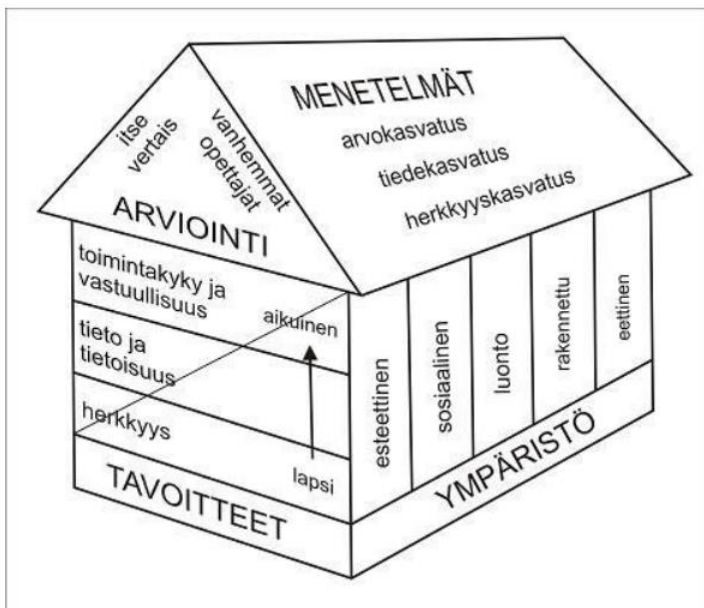 MENETELMÄT
arvokasvatus
tiedekasvatus
herkkyyskasvatus
itse
vertais
vanhemmat
opettajat
ARVIOINTI
toimintakyky ja
vastuullisuus
aikuinen
tieto ja
tietoisuus
herkkyys
lapsi
TAVOITTEET
esteettinen
sosiaalinen
luonto
rakennettu
eettinen
YMPÄRISTÖ